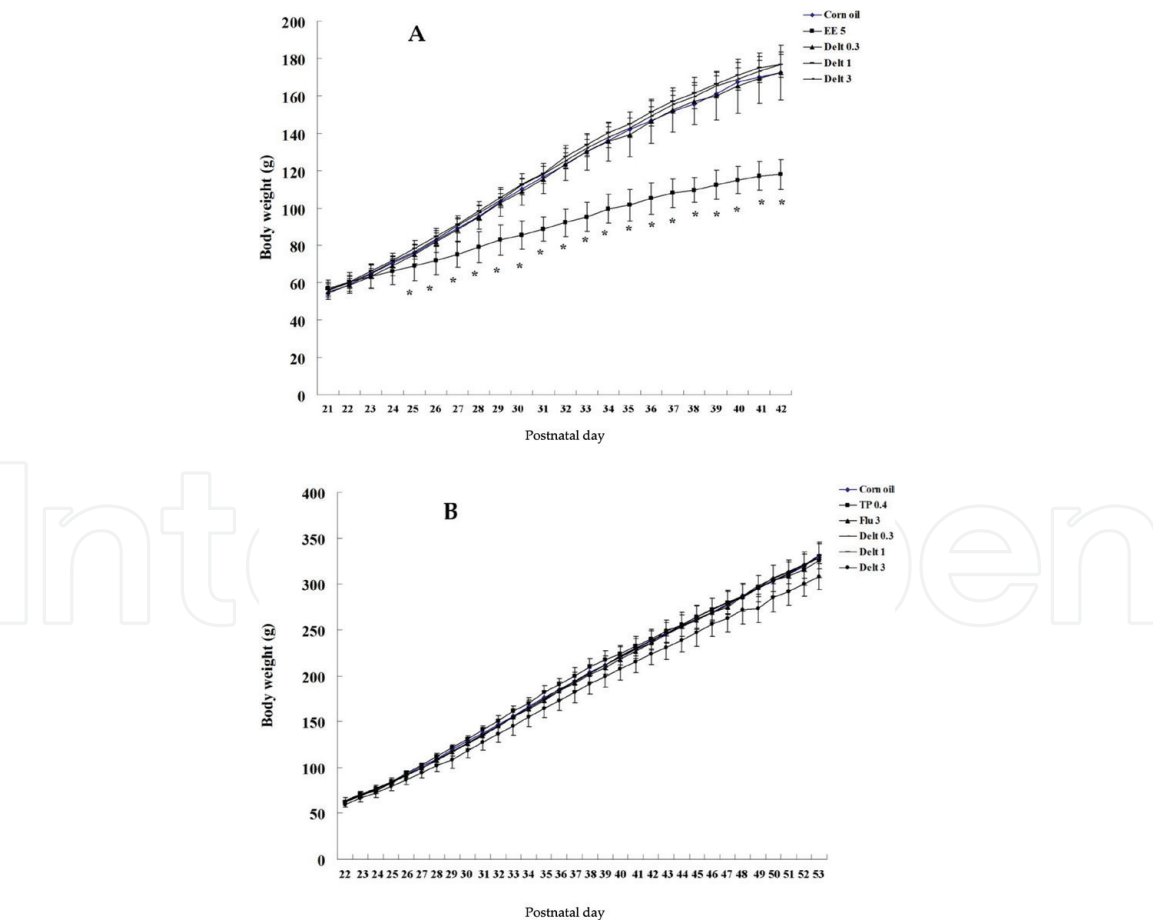 A
Corn oil
EE 5
Delt 0.3
Delt 1
Delt 3
200
180
160
140
120
100
80
60
40
20
0
Body weight (g)
21 22 23 24 25 26 27 28 29 30 31 32 33 34 35 36 37 38 39 40 41 42
* * * * * * * * * * * * * * * * * *
Postnatal day
B
Corn oil
TP 0.4
Flu 3
Delt 0.3
Delt 1
Delt 3
400
350
300
250
200
150
100
50
0
Body weight (g)
22 23 24 25 26 27 28 29 30 31 32 33 34 35 36 37 38 39 40 41 42 43 44 45 46 47 48 49 50 51 52 53
Postnatal day